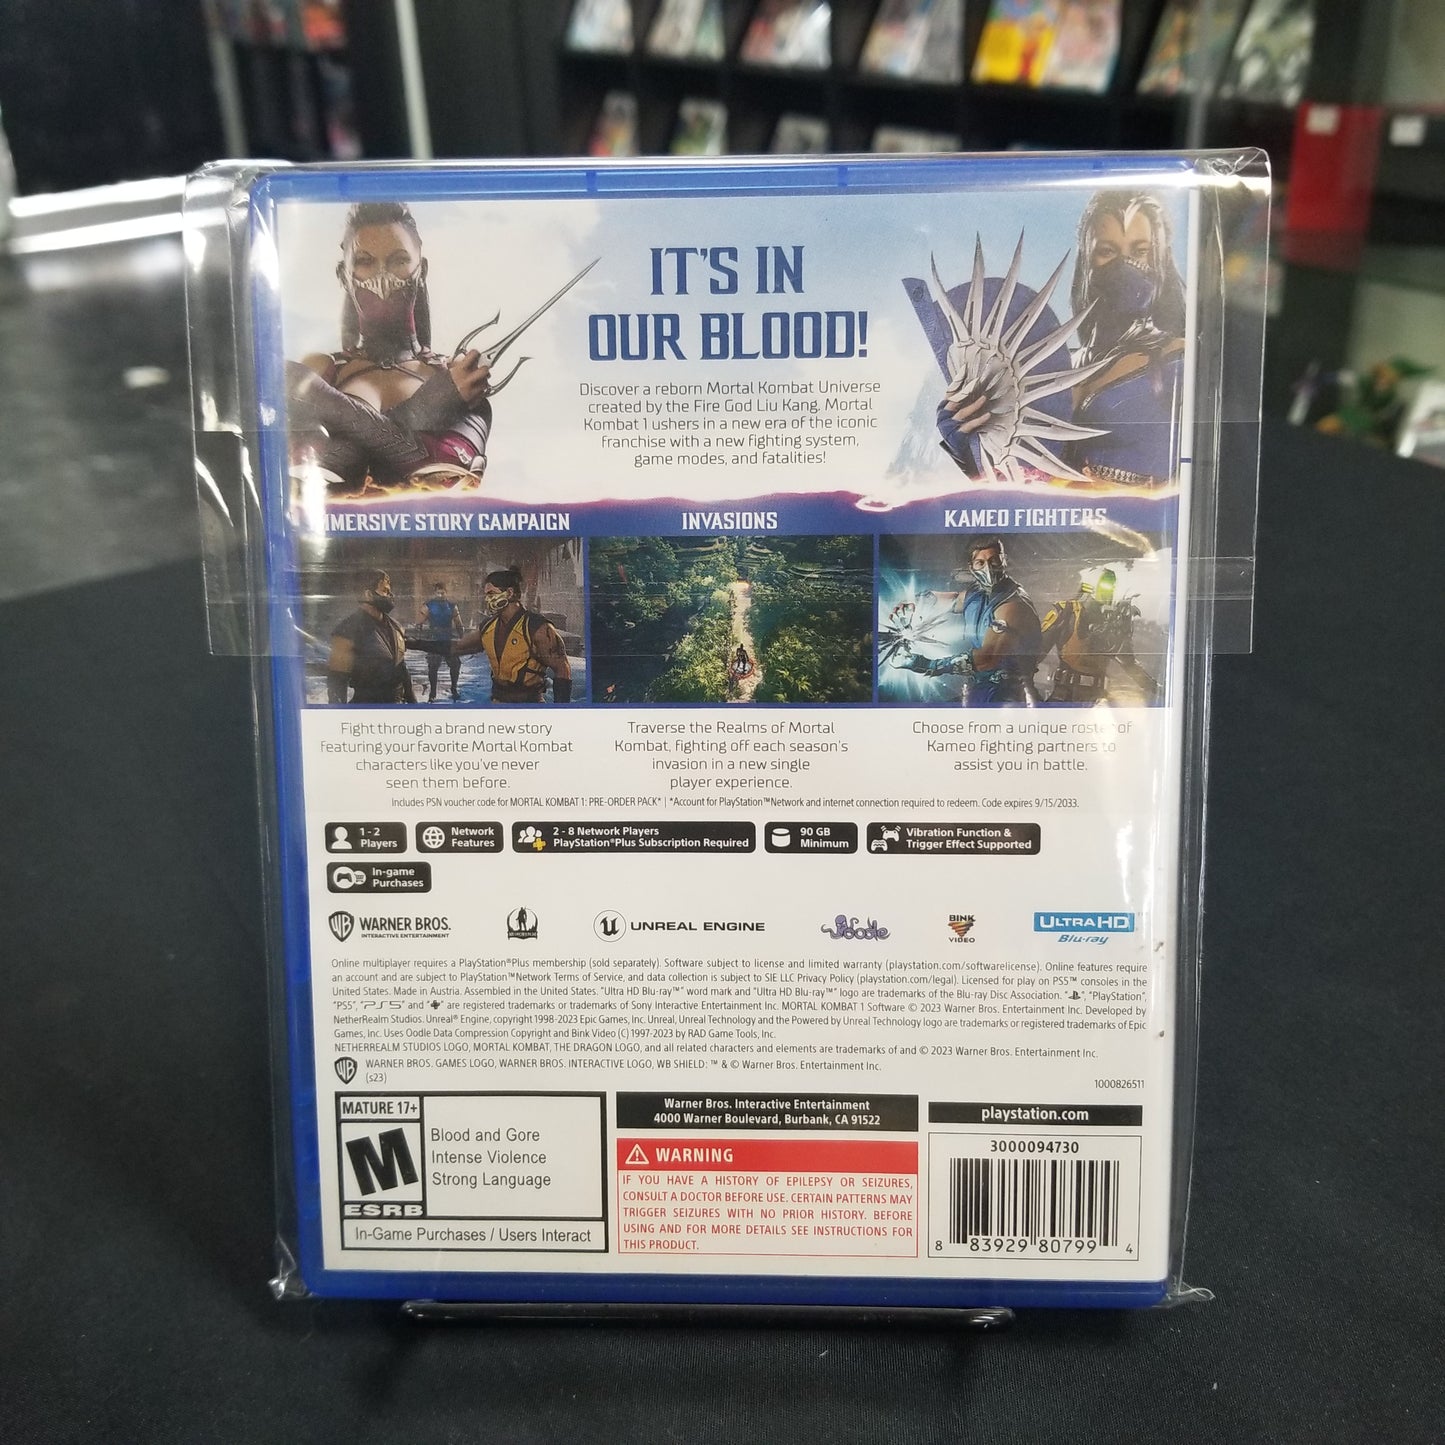 IT'S IN
OUR BLOOD!
Discover a reborn Mortal Kombat Universe
created by the Fire God Liu Kang. Mortal
Kombat 1 ushers in a new era of the iconic
franchise with a new fighting system,
game modes, and fatalities!
MMERSIVE STORY CAMPAIGN
INVASIONS
KAMEO FIGHTERS
Fight through a brand new story
featuring your favorite Mortal Kombat
characters like you've never
seen them before.
Traverse the Realms of Mortal
Kombat, fighting off each season's
invasion in a new single
player experience.
Choose from a unique roster of
Kameo fighting partners to
assist you in battle.
Includes PSN voucher code for MORTAL KOMBAT 1: PRE-ORDER PACK* | *Account for PlayStation™Network and internet connection required to redeem. Code expires 9/15/2033.
1 - 2
Players
Network
Features
2 - 8 Network Players
PlayStation®Plus Subscription Required
90 GB
Minimum
Vibration Function &
Trigger Effect Supported
In-game
Purchases
WB WARNER BROS.
INTERACTIVE ENTERTAINMENT
UNREAL ENGINE
oodle
BINK
VIDEO
ULTRA HD
Blu-ray™
Online multiplayer requires a PlayStation®Plus membership (sold separately). Software subject to license and limited warranty (playstation.com/softwarelicense). Online features require
an account and are subject to PlayStation™Network Terms of Service, and data collection is subject to SIE LLC Privacy Policy (playstation.com/legal). Licensed for play on PS5™ consoles in the
United States. Made in Austria. Assembled in the United States. "Ultra HD Blu-ray™" word mark and "Ultra HD Blu-ray™" logo are trademarks of the Blu-ray Disc Association. " ", "PlayStation",
"PS5", "PS5" and " " are registered trademarks or trademarks of Sony Interactive Entertainment Inc. MORTAL KOMBAT 1 Software © 2023 Warner Bros. Entertainment Inc. Developed by
NetherRealm Studios. Unreal® Engine, copyright 1998-2023 Epic Games, Inc. Unreal, Unreal Technology and the Powered by Unreal Technology logo are trademarks or registered trademarks of Epic
Games, Inc. Uses Oodle Data Compression Copyright and Bink Video (C) 1997-2023 by RAD Game Tools, Inc.
NETHERREALM STUDIOS LOGO, MORTAL KOMBAT, THE DRAGON LOGO, and all related characters and elements are trademarks of and © 2023 Warner Bros. Entertainment Inc.
WB WARNER BROS. GAMES LOGO, WARNER BROS. INTERACTIVE LOGO, WB SHIELD: ™ & © Warner Bros. Entertainment Inc.
(s23)
1000826511
MATURE 17+
M
ESRB
Blood and Gore
Intense Violence
Strong Language
In-Game Purchases / Users Interact
Warner Bros. Interactive Entertainment
4000 Warner Boulevard, Burbank, CA 91522
WARNING
IF YOU HAVE A HISTORY OF EPILEPSY OR SEIZURES,
CONSULT A DOCTOR BEFORE USE. CERTAIN PATTERNS MAY
TRIGGER SEIZURES WITH NO PRIOR HISTORY. BEFORE
USING AND FOR MORE DETAILS SEE INSTRUCTIONS FOR
THIS PRODUCT.
playstation.com
3000094730
8 83929 80799 4